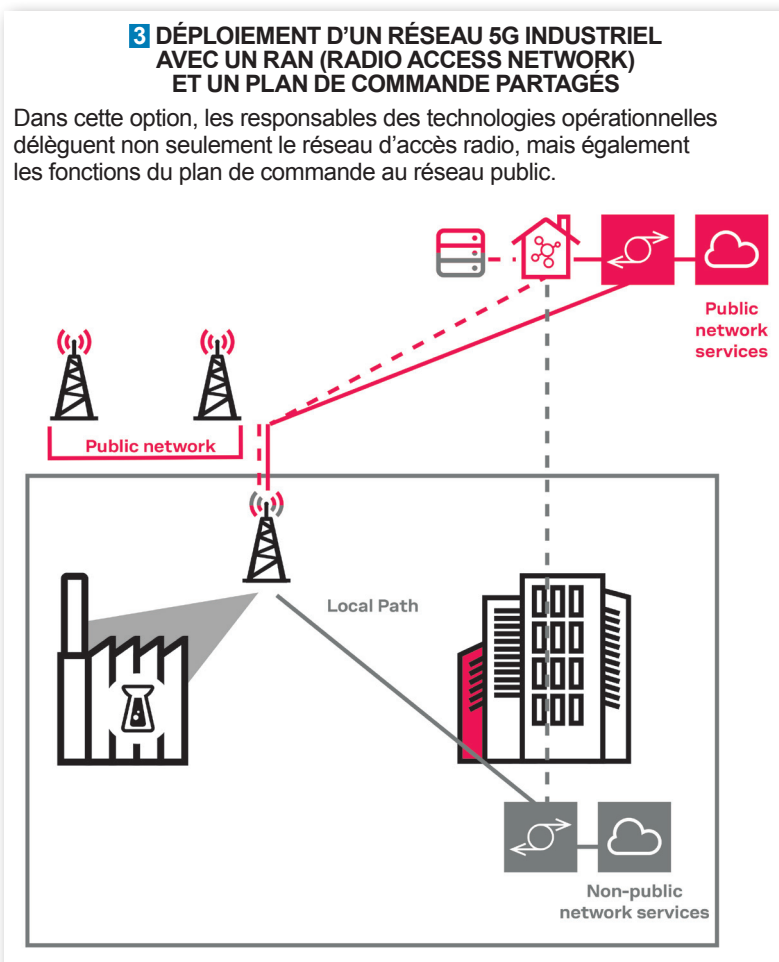 3 DÉPLOIEMENT D’UN RÉSEAU 5G INDUSTRIEL
AVEC UN RAN (RADIO ACCESS NETWORK)
ET UN PLAN DE COMMANDE PARTAGÉS
Dans cette option, les responsables des technologies opérationnelles
délèguent non seulement le réseau d’accès radio, mais également
les fonctions du plan de commande au réseau public.
Public
network
services
Public network
Local Path
Non-public
network services